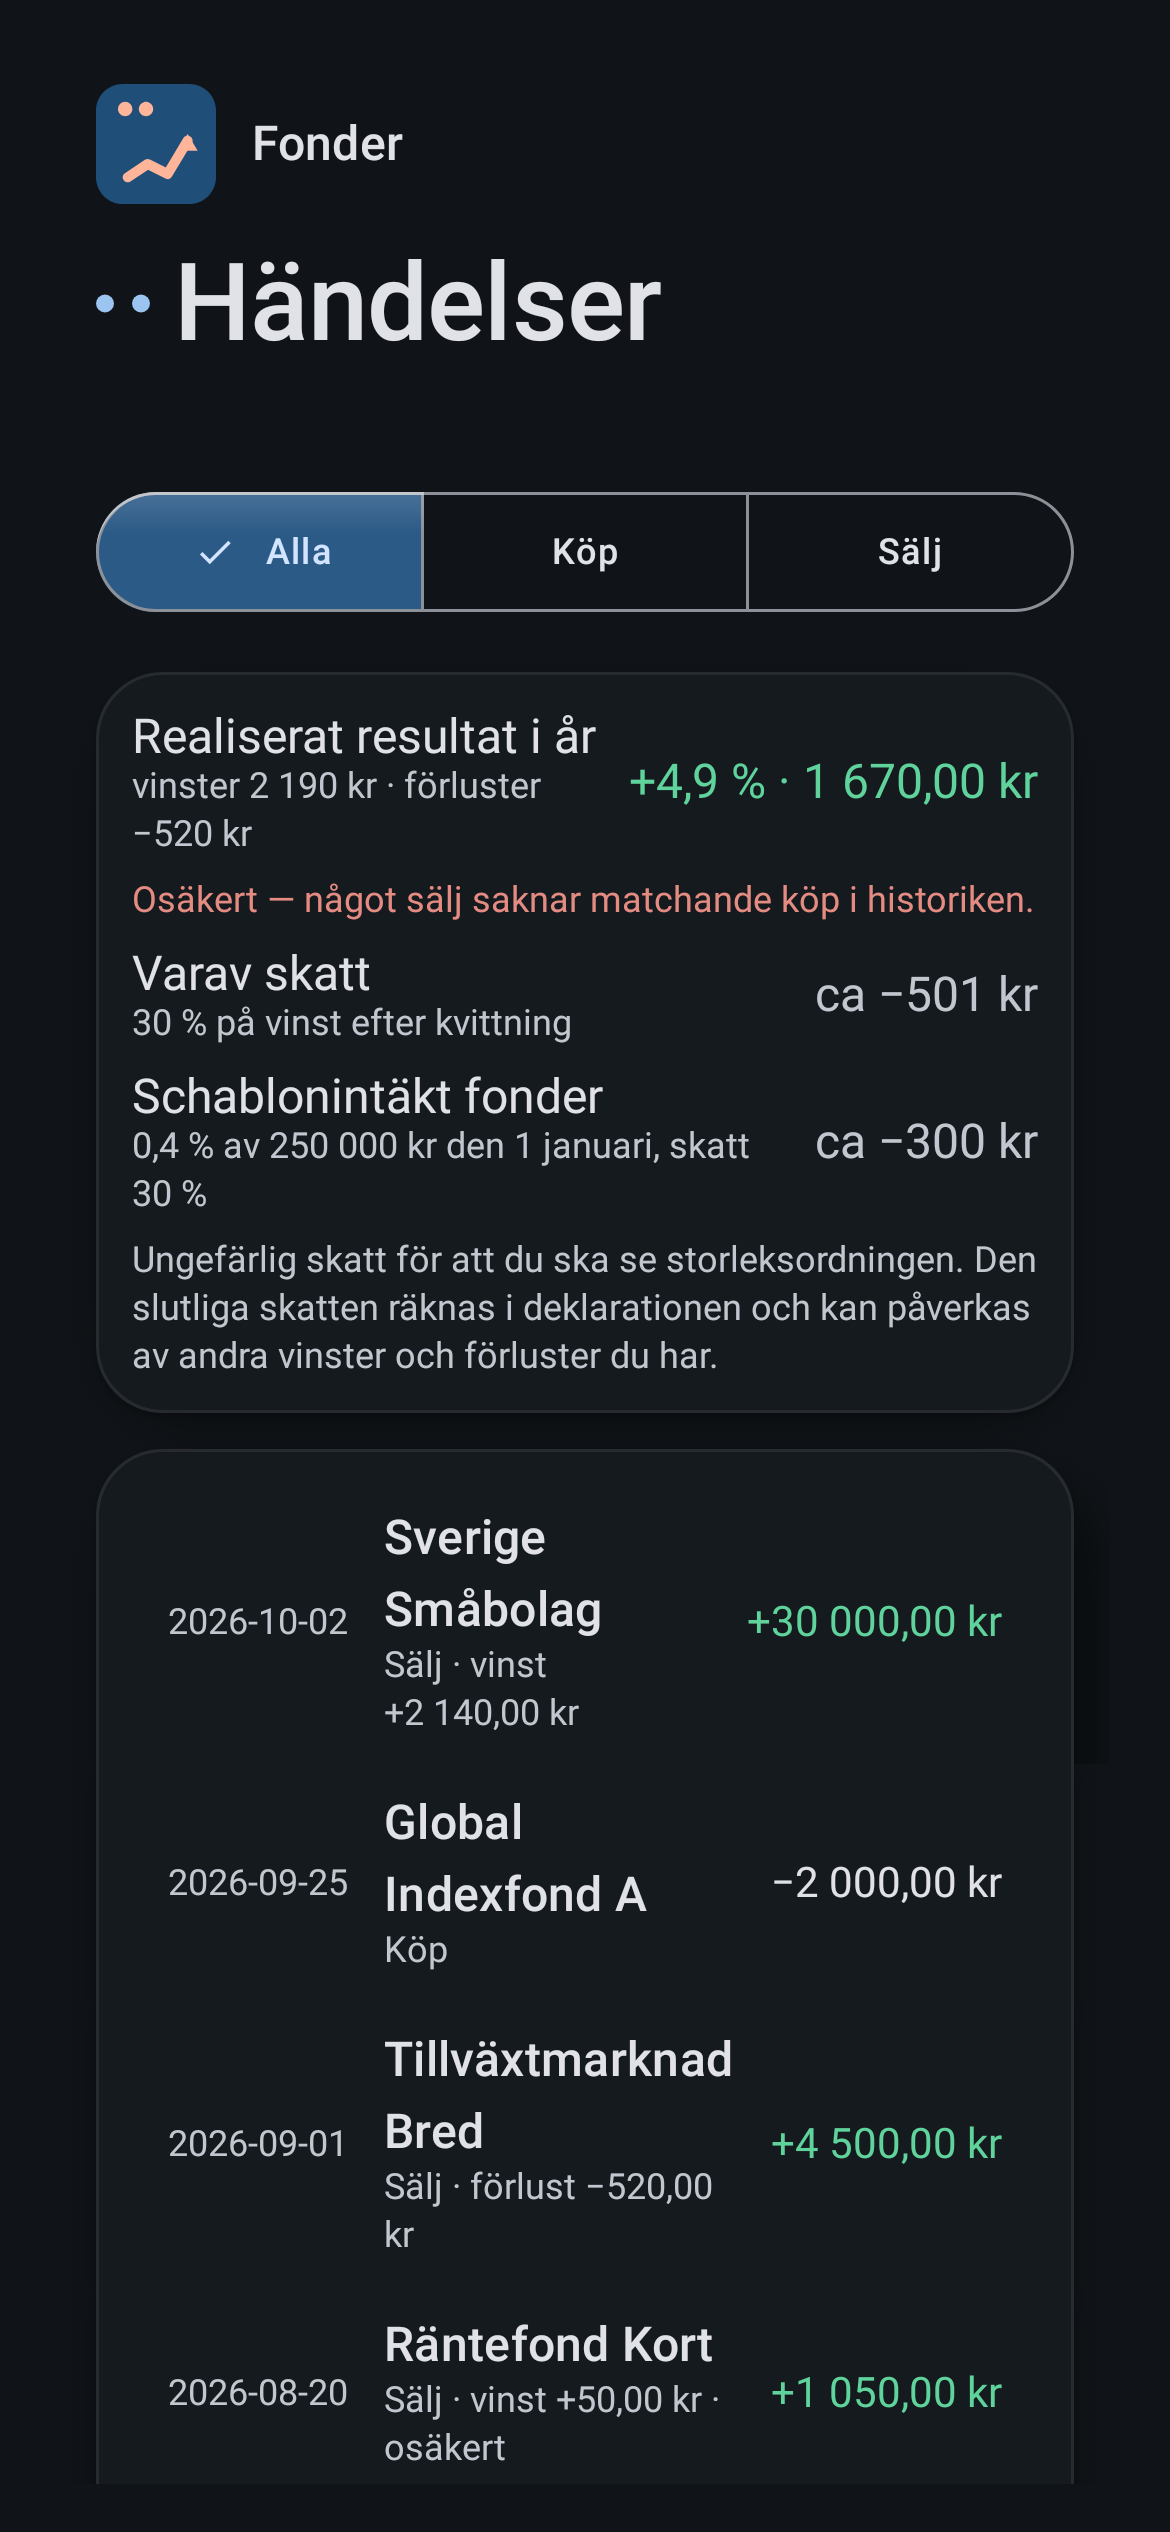 Fonder
Händelser
Alla
Köp
Sälj
Realiserat resultat i år
vinster 2 190 kr · förluster
−520 kr
+4,9 % · 1 670,00 kr
Osäkert — något sälj saknar matchande köp i historiken.
Varav skatt
30 % på vinst efter kvittning
ca −501 kr
Schablonintäkt fonder
0,4 % av 250 000 kr den 1 januari, skatt
30 %
ca −300 kr
Ungefärlig skatt för att du ska se storleksordningen. Den
slutliga skatten räknas i deklarationen och kan påverkas
av andra vinster och förluster du har.
2026-10-02
Sverige
Småbolag
Sälj · vinst
+2 140,00 kr
+30 000,00 kr
2026-09-25
Global
Indexfond A
Köp
−2 000,00 kr
2026-09-01
Tillväxtmarknad
Bred
Sälj · förlust −520,00
kr
+4 500,00 kr
2026-08-20
Räntefond Kort
Sälj · vinst +50,00 kr ·
osäkert
+1 050,00 kr